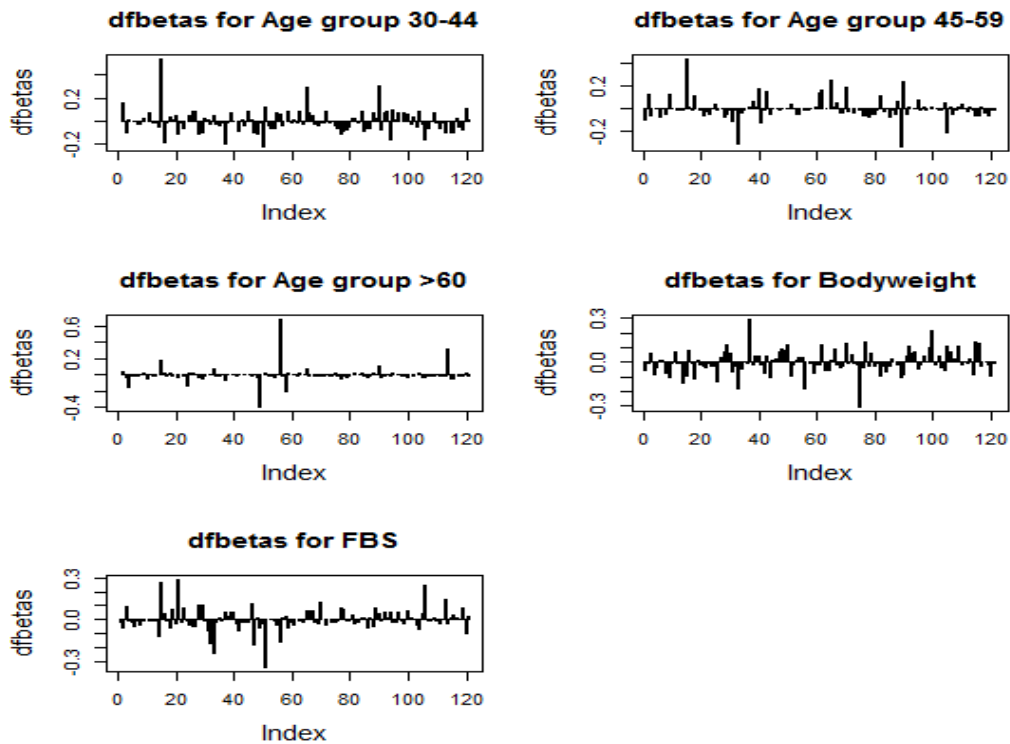 dfbetas for Age group 30-44
dfbetas
0.2
-0.2
0 20 40 60 80 100 120
Index
dfbetas for Age group 45-59
dfbetas
0.2
-0.2
0 20 40 60 80 100 120
Index
dfbetas for Age group >60
dfbetas
0.6
0.2
-0.4
0 20 40 60 80 100 120
Index
dfbetas for Bodyweight
dfbetas
0.3
0.0
-0.3
0 20 40 60 80 100 120
Index
dfbetas for FBS
dfbetas
0.3
0.0
-0.3
0 20 40 60 80 100 120
Index